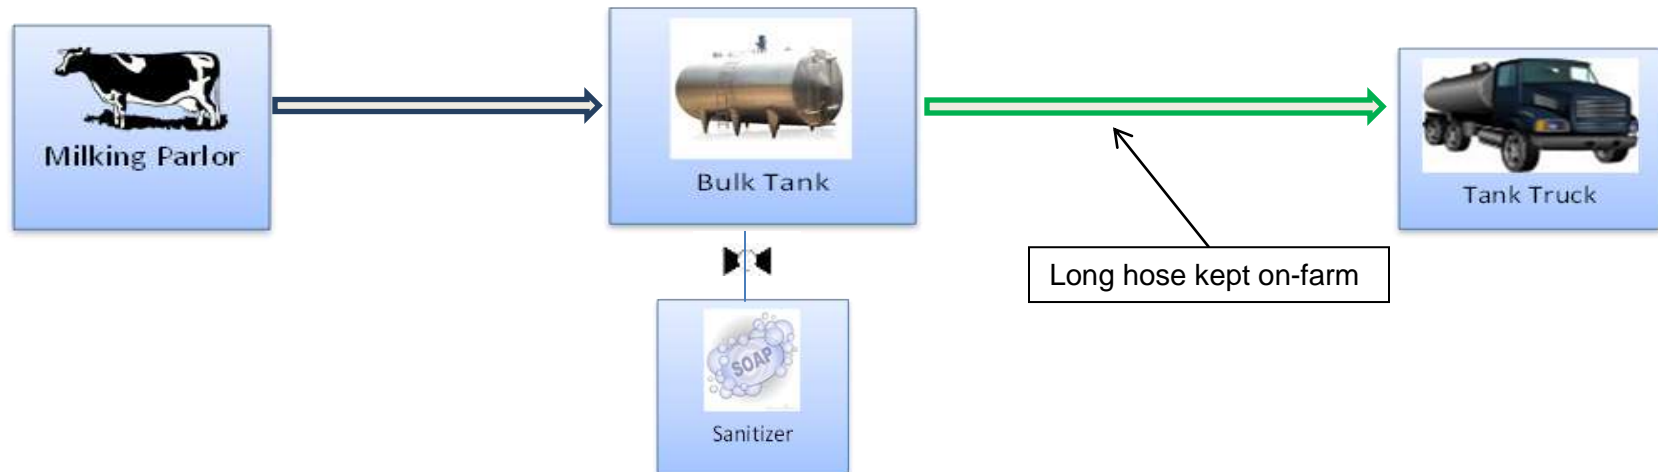 Milking Parlor
Bulk Tank
Tank Truck
Long hose kept on-farm
SOAP
Sanitizer